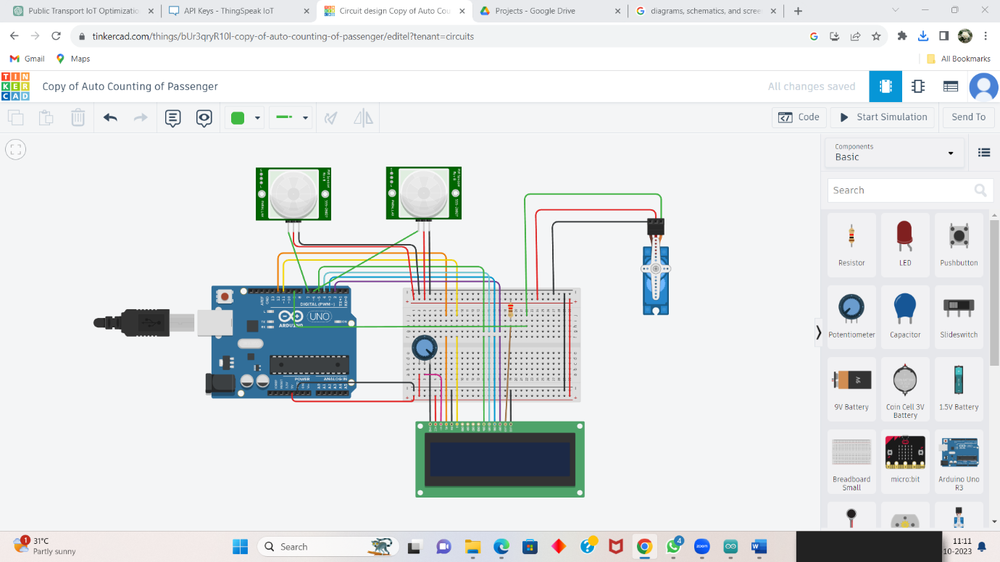 Public Transport IoT Optimizatio
API Keys - ThingSpeak IoT
Circuit design Copy of Auto Cou
Projects - Google Drive
diagrams, schematics, and scree
tinkercad.com/things/bUr3qryR10l-copy-of-auto-counting-of-passenger/editel?tenant=circuits
Gmail
Maps
All Bookmarks
TIN
KER
CAD
Copy of Auto Counting of Passenger
All changes saved
Code
Start Simulation
Send To
Components
Basic
Search
Resistor
LED
Pushbutton
Potentiometer
Capacitor
Slideswitch
9V
9V Battery
Coin Cell 3V
Battery
1.5V Battery
Breadboard
Small
micro:bit
Arduino Uno
R3
DIGITAL (PWM~)
UNO
ARDUINO
POWER
ANALOG IN
1
31°C
Partly sunny
Search
4
zoom
11:11
10-2023